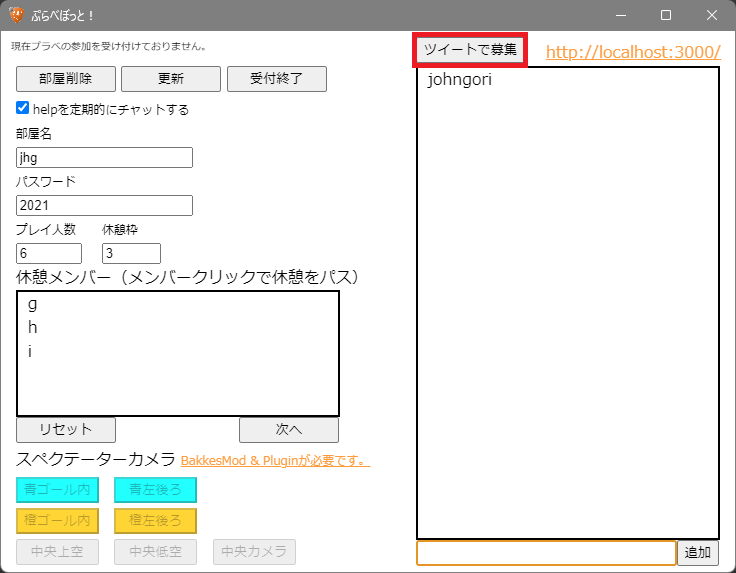 ぷらべぼっと！
現在プラベの参加を受け付けておりません。
ツイートで募集
http://localhost:3000/
部屋削除 更新 受付終了
johngori
helpを定期的にチャットする
部屋名
jhg
パスワード
2021
プレイ人数 休憩枠
6 3
休憩メンバー（メンバークリックで休憩をパス）
g
h
i
リセット 次へ
スペクテーターカメラ BakkesMod & Pluginが必要です。
青ゴール内 青左後ろ
橙ゴール内 橙左後ろ
中央上空 中央低空 中央カメラ
追加